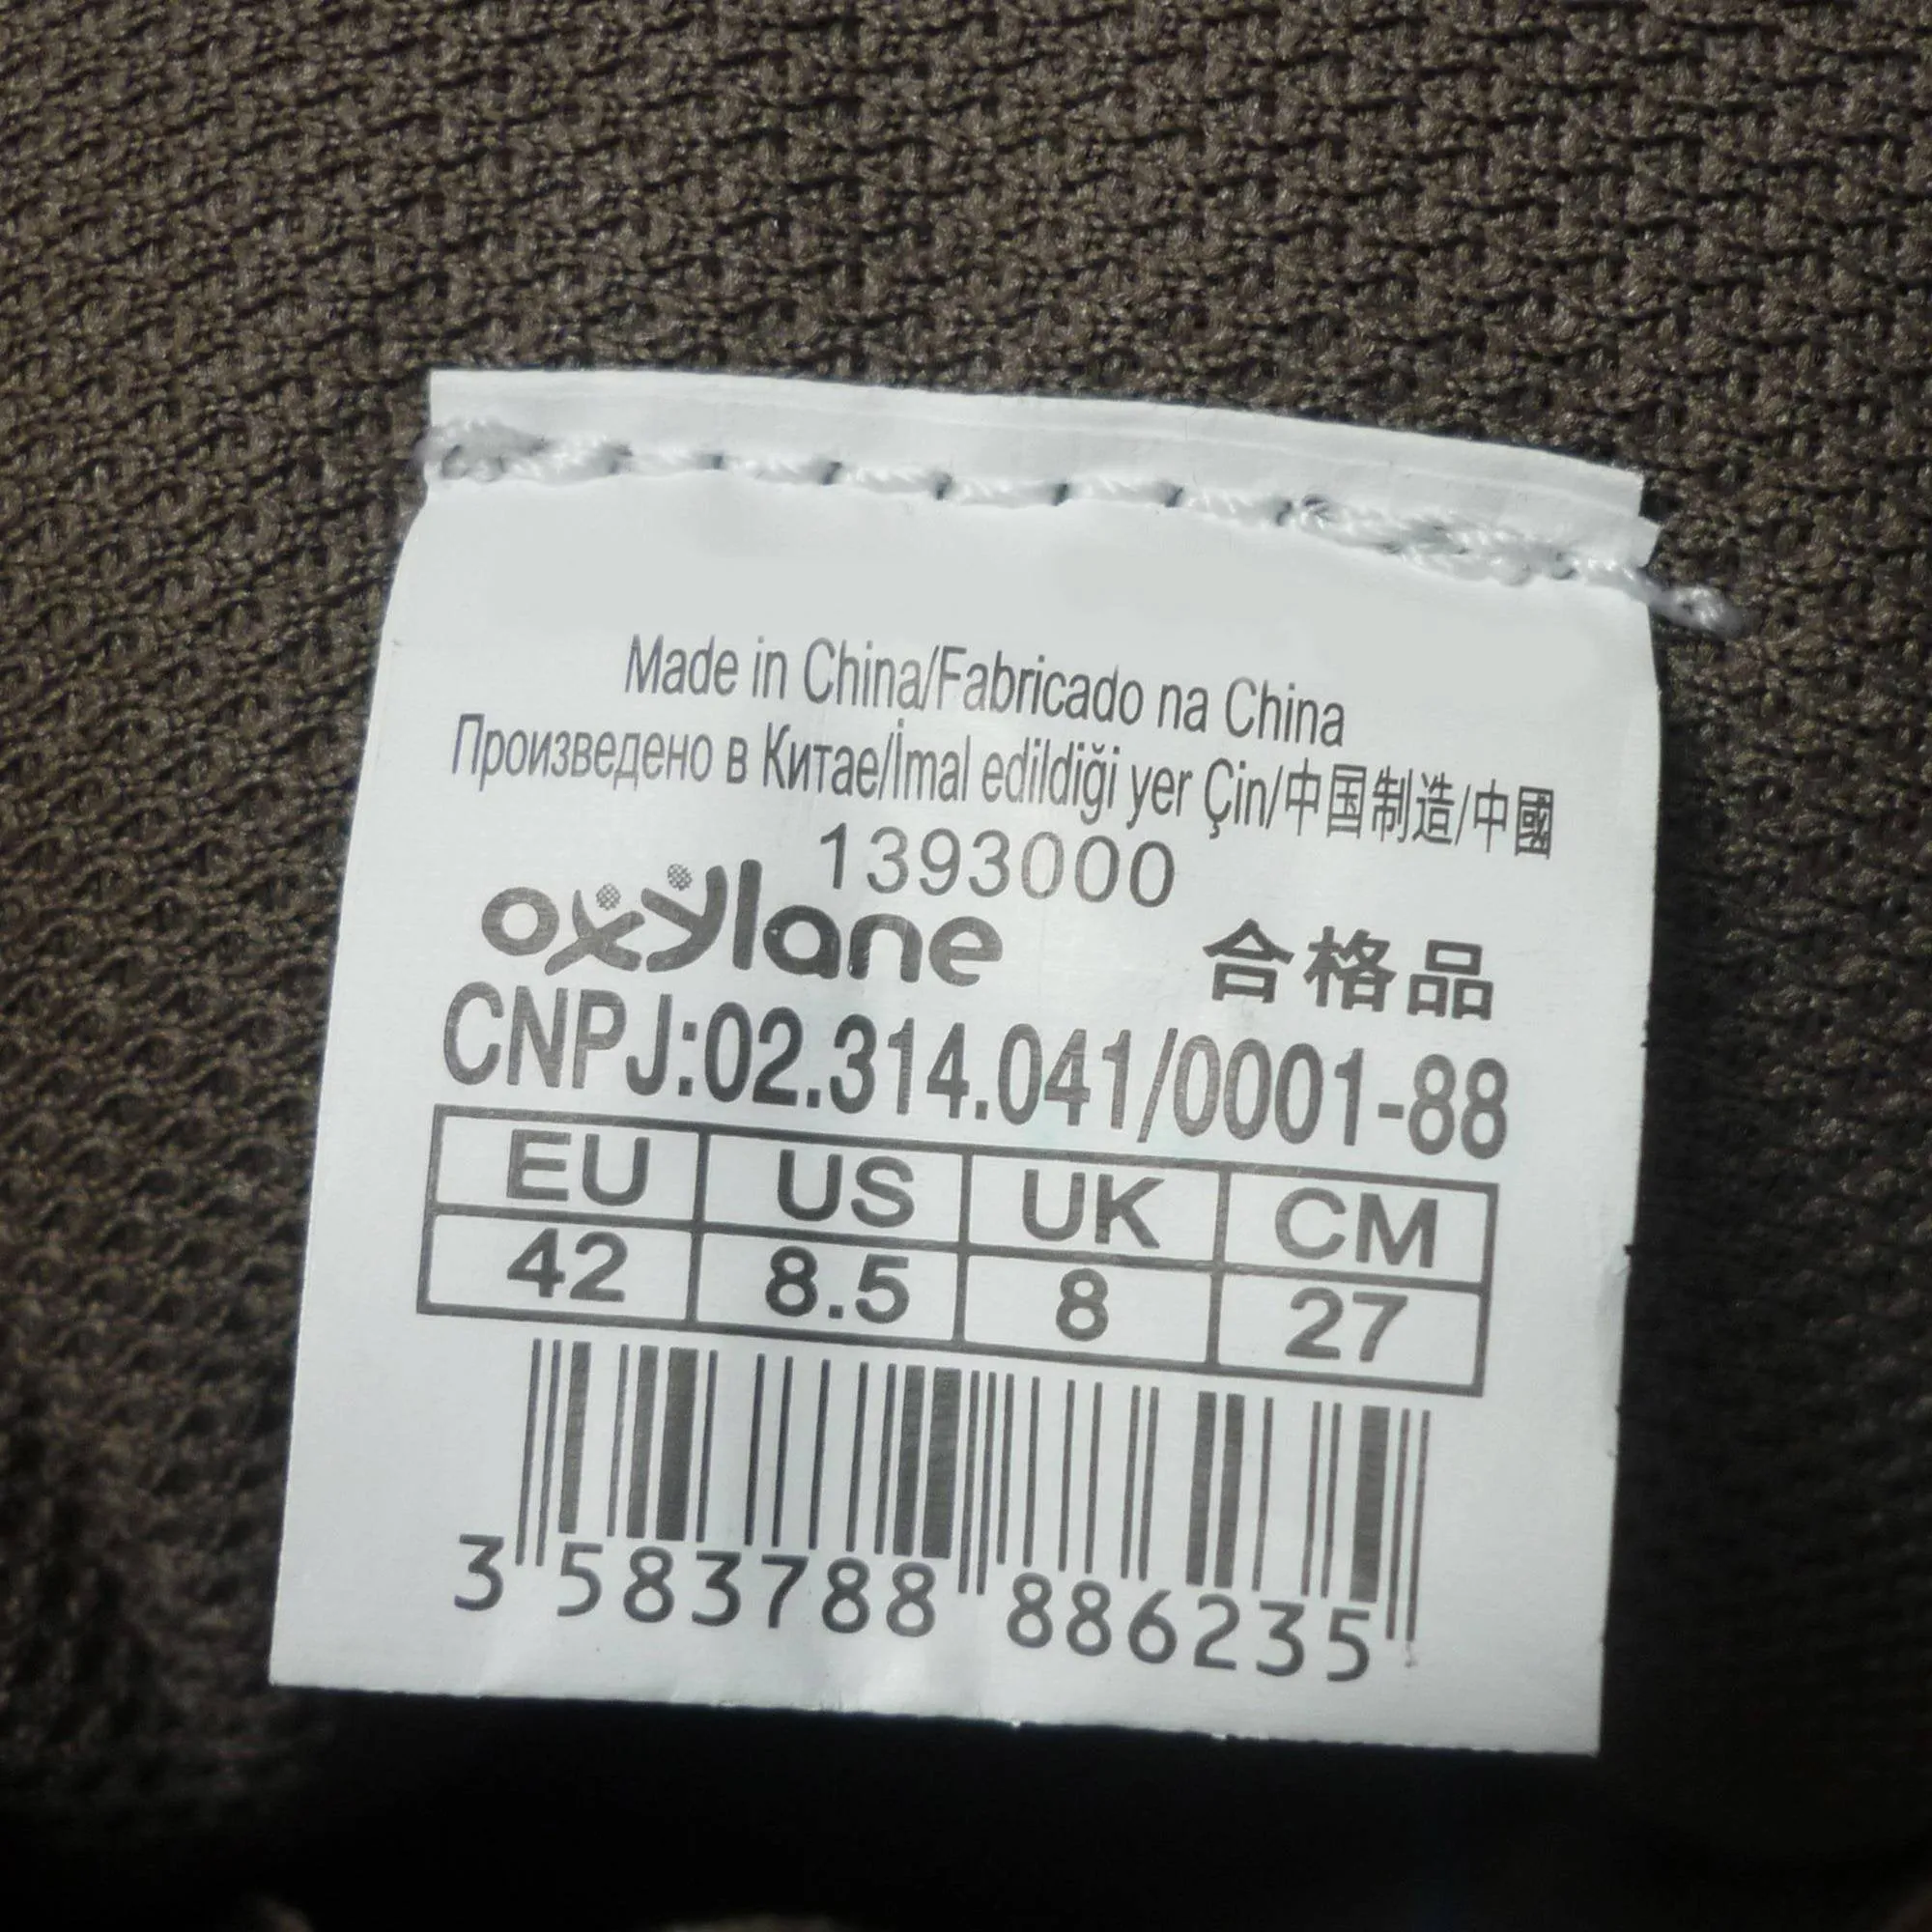 Made in China/Fabricado na China
Произведено в Китае/İmal edildiği yer Çin/中国制造/中國
1393000
oxylane 合格品
CNPJ:02.314.041/0001-88
EU US UK CM
42 8.5 8 27
3 583788 886235